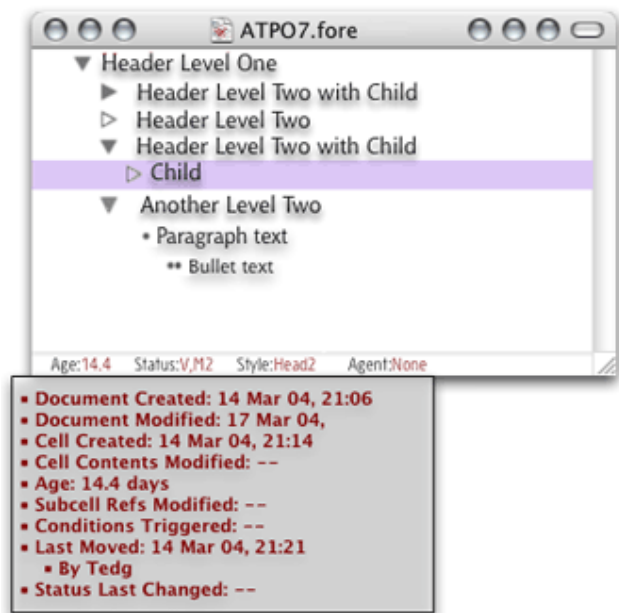 ATPO7.fore
Header Level One
Header Level Two with Child
Header Level Two
Header Level Two with Child
Child
Another Level Two
• Paragraph text
•• Bullet text
Age:14.4 Status:V,M2 Style:Head2 Agent:None
▪ Document Created: 14 Mar 04, 21:06
▪ Document Modified: 17 Mar 04,
▪ Cell Created: 14 Mar 04, 21:14
▪ Cell Contents Modified: --
▪ Age: 14.4 days
▪ Subcell Refs Modified: --
▪ Conditions Triggered: --
▪ Last Moved: 14 Mar 04, 21:21
▪ By Tedg
▪ Status Last Changed: --